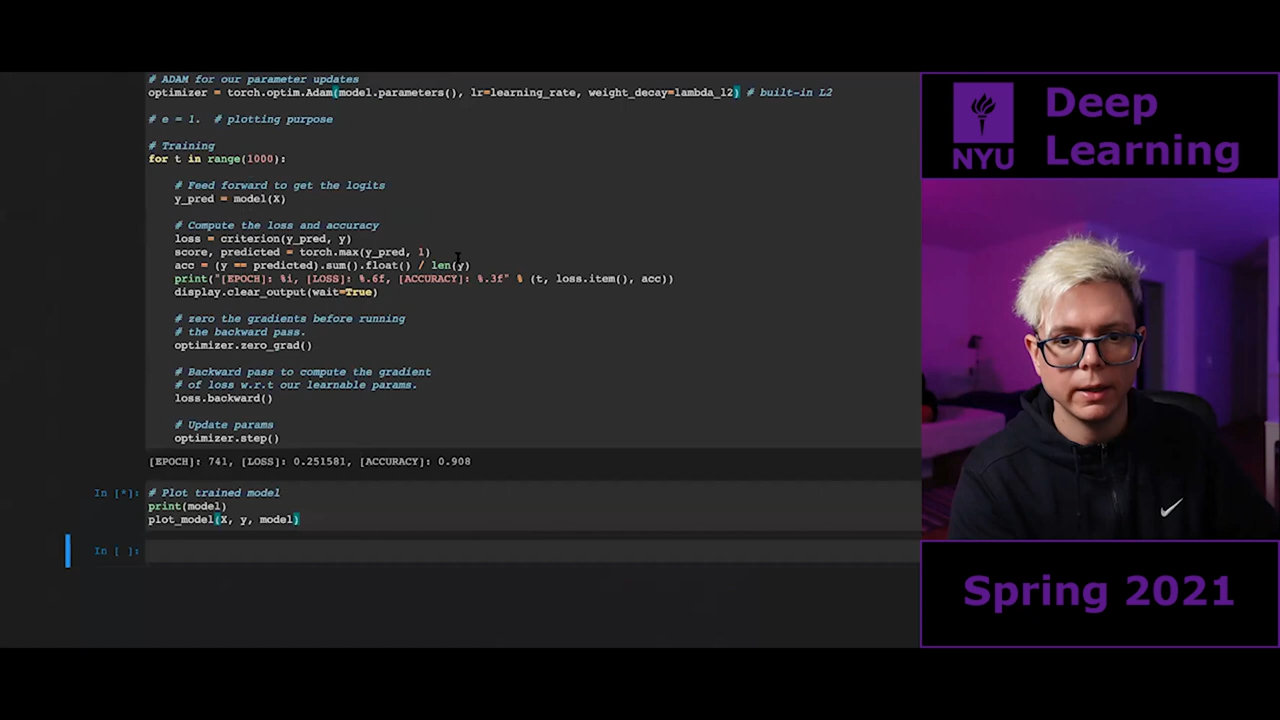 # ADAM for our parameter updates
optimizer = torch.optim.Adam(model.parameters(), lr=learning_rate, weight_decay=lambda_l2) # built-in L2
# e = 1.  # plotting purpose
# Training
for t in range(1000):
# Feed forward to get the logits
y_pred = model(X)
# Compute the loss and accuracy
loss = criterion(y_pred, y)
score, predicted = torch.max(y_pred, 1)
acc = (y == predicted).sum().float() / len(y)
print("[EPOCH]: %i, [LOSS]: %.6f, [ACCURACY]: %.3f" % (t, loss.item(), acc))
display.clear_output(wait=True)
# zero the gradients before running
# the backward pass.
optimizer.zero_grad()
# Backward pass to compute the gradient
# of loss w.r.t our learnable params.
loss.backward()
# Update params
optimizer.step()
[EPOCH]: 741, [LOSS]: 0.251581, [ACCURACY]: 0.908
In [*]: # Plot trained model
print(model)
plot_model(X, y, model)
In [ ]:
NYU
Deep
Learning
Spring 2021